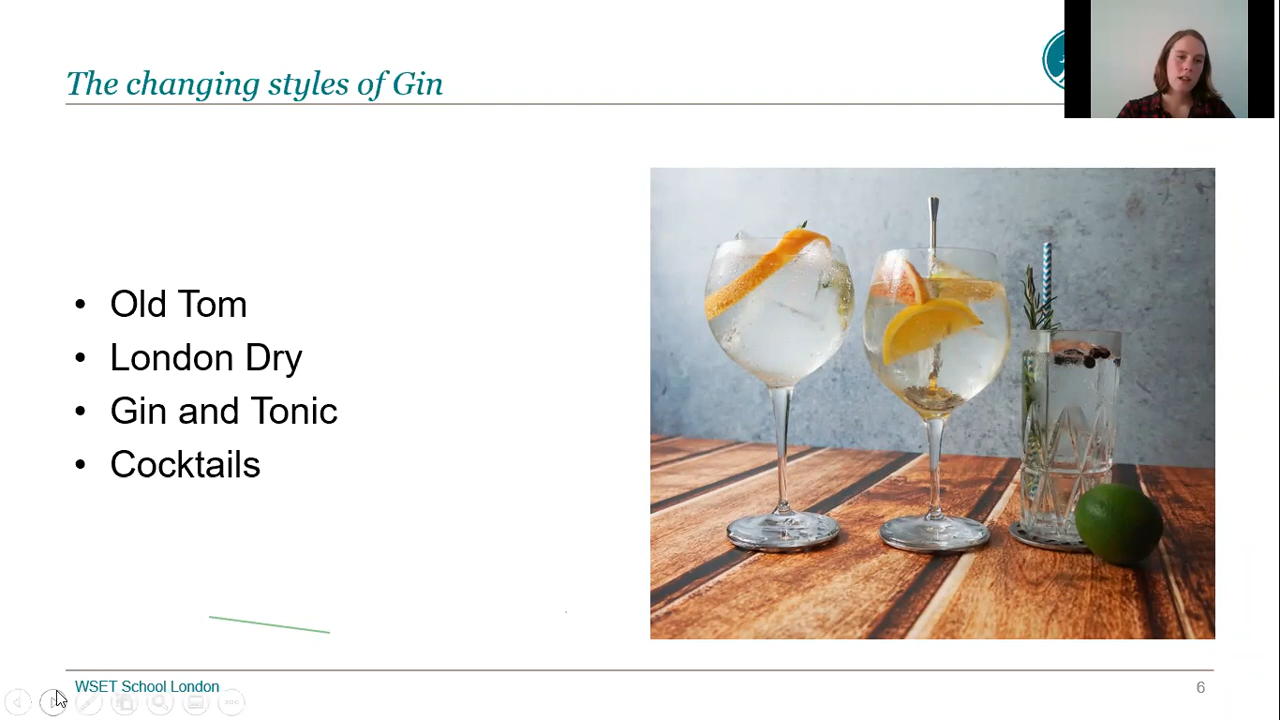 The changing styles of Gin
• Old Tom
• London Dry
• Gin and Tonic
• Cocktails
WSET School London
6